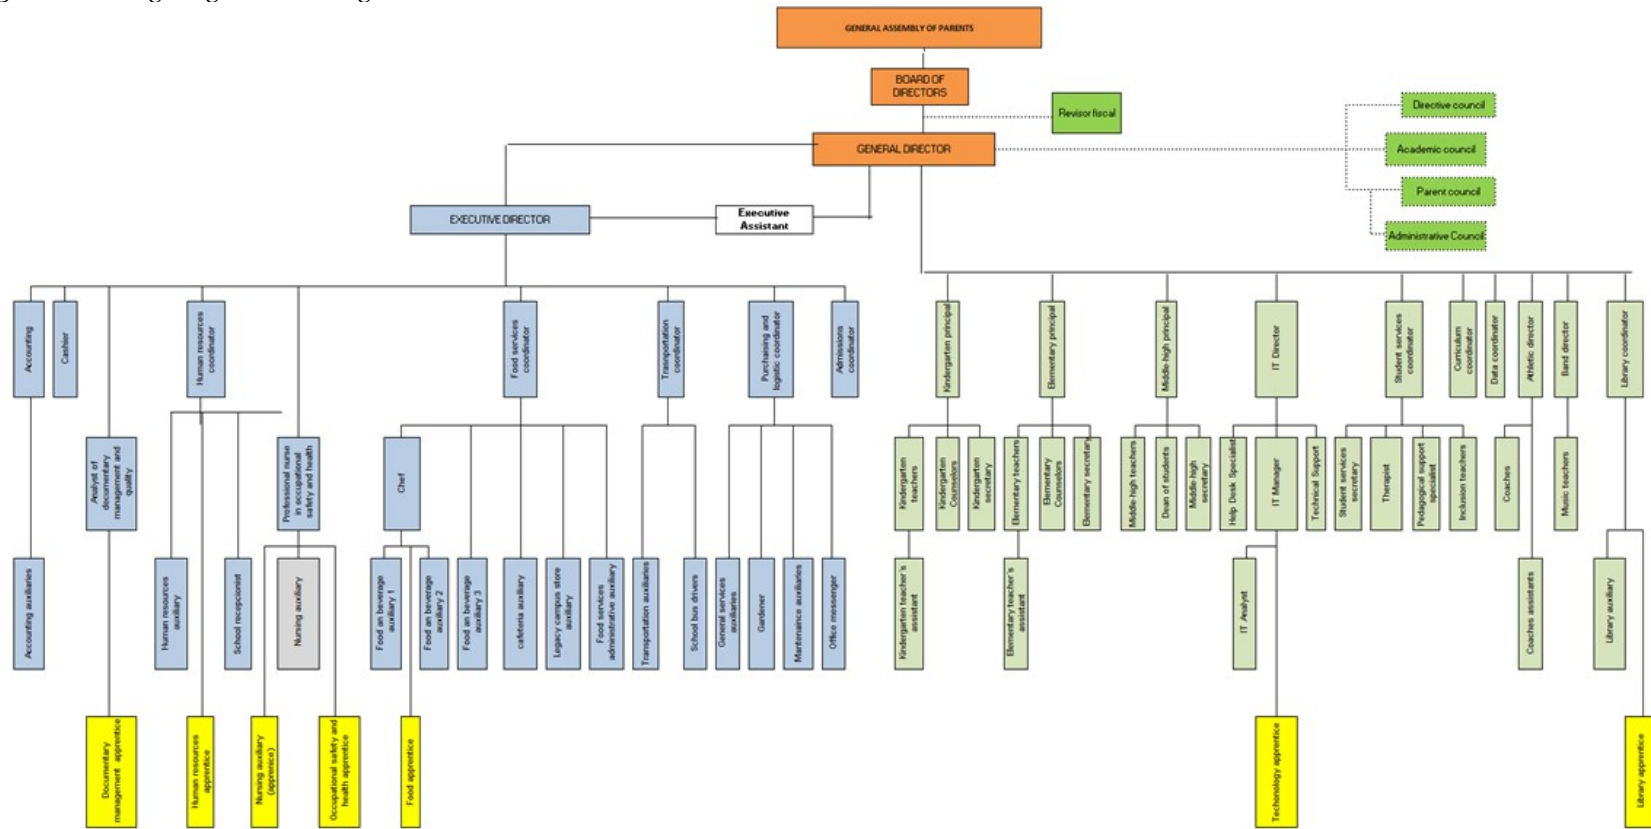 GENERAL ASSEMBLY OF PARENTS
BOARD OF
DIRECTORS
Revisor fiscal
Directive council
GENERAL DIRECTOR
Academic council
Parent council
EXECUTIVE DIRECTOR
Executive
Assistant
Administrative Council
Accounting
Cashier
Human resources
coordinator
Food services
coordinator
Trasnportation
coordinator
Purchaising and
logistic coordinator
Admissions
coordinator
Kindergarten principal
Elementary principal
Middle-high principal
IT Director
Student services
coordinator
Curriculum
coordinator
Data coordinator
Athletic director
Band director
Library coordinator
Analyst of
documentary
management and
quality
Professional nurse
in occupational
safety and health
Chef
Kindergarten
teachers
Kindergarten
Counselors
Kindergarten
secretary
Elementary teachers
Elementary
Counselors
Elementary secretary
Middle-high teachers
Dean of students
Middle-high
secretary
Help Desk Specialist
IT Manager
Technical Support
Student services
secretary
Therapist
Pedagogical support
specialist
Inclusion teachers
Coaches
Music teachers
Accounting auxiliaries
Human resources
auxiliary
School recepcionist
Nursing auxiliary
Food an beverage
auxiliary 1
Food an beverage
auxiliary 2
Food an beverage
auxiliary 3
cafeteria auxiliary
Legacy campus store
auxiliary
Food services
administrative auxiliary
Transportation auxiliaries
School bus drivers
General services
auxiliaries
Gardener
Mantenaince auxiliaries
Office messenger
Kindergarten teacher's
assistant
Elementary teacher's
assistant
IT Analyst
Coaches assistants
Library auxiliary
Documentary
management apprentice
Human resources
apprentice
Nursing auxiliary
(apprenice)
Occupational safety and
health apprentice
Food apprentice
Techonology apprentice
Library apprentice